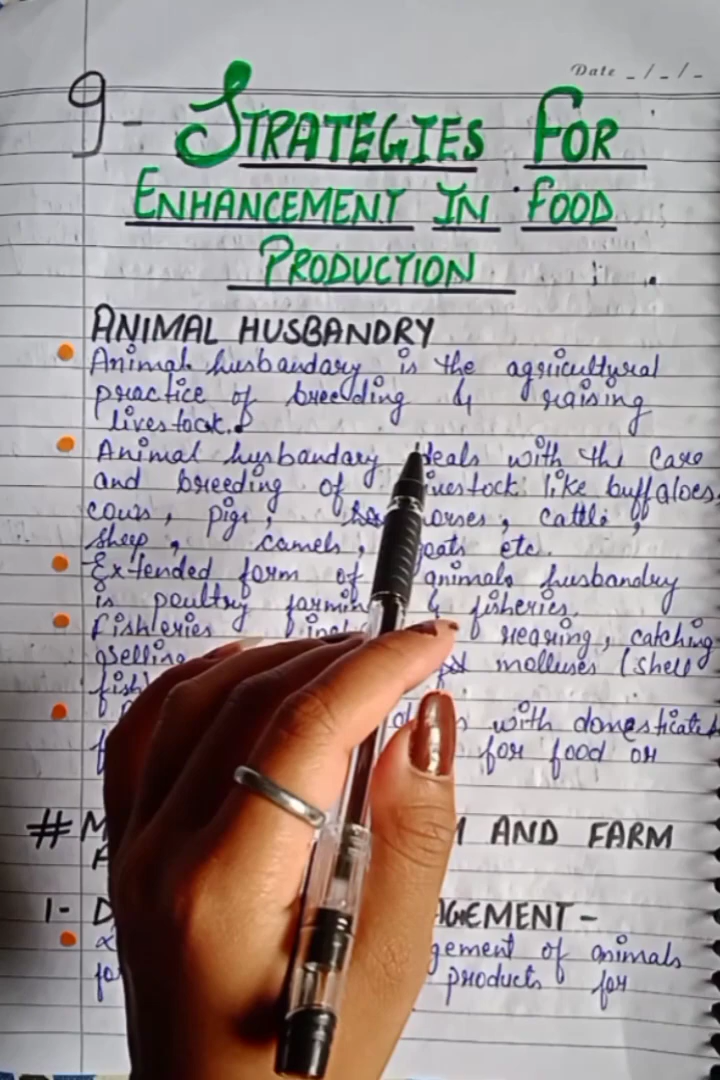 Date _/_/_
9- STRATEGIES FOR
ENHANCEMENT IN FOOD
PRODUCTION
ANIMAL HUSBANDRY
Animal husbandary is the agricultural
practice of breeding & raising
livestock.
Animal husbandary deals with the care
and breeding of livestock like buffaloes,
cows, pigs, horses, cattle,
sheep, camels, goats etc.
Extended form of animals husbandry
is poultry farming & fisheries.
Fishleries rearing, catching
selling molluses (shell
fish
with domesticated
for food or
# AND FARM
1- AGEMENT-
gement of animals
for products for